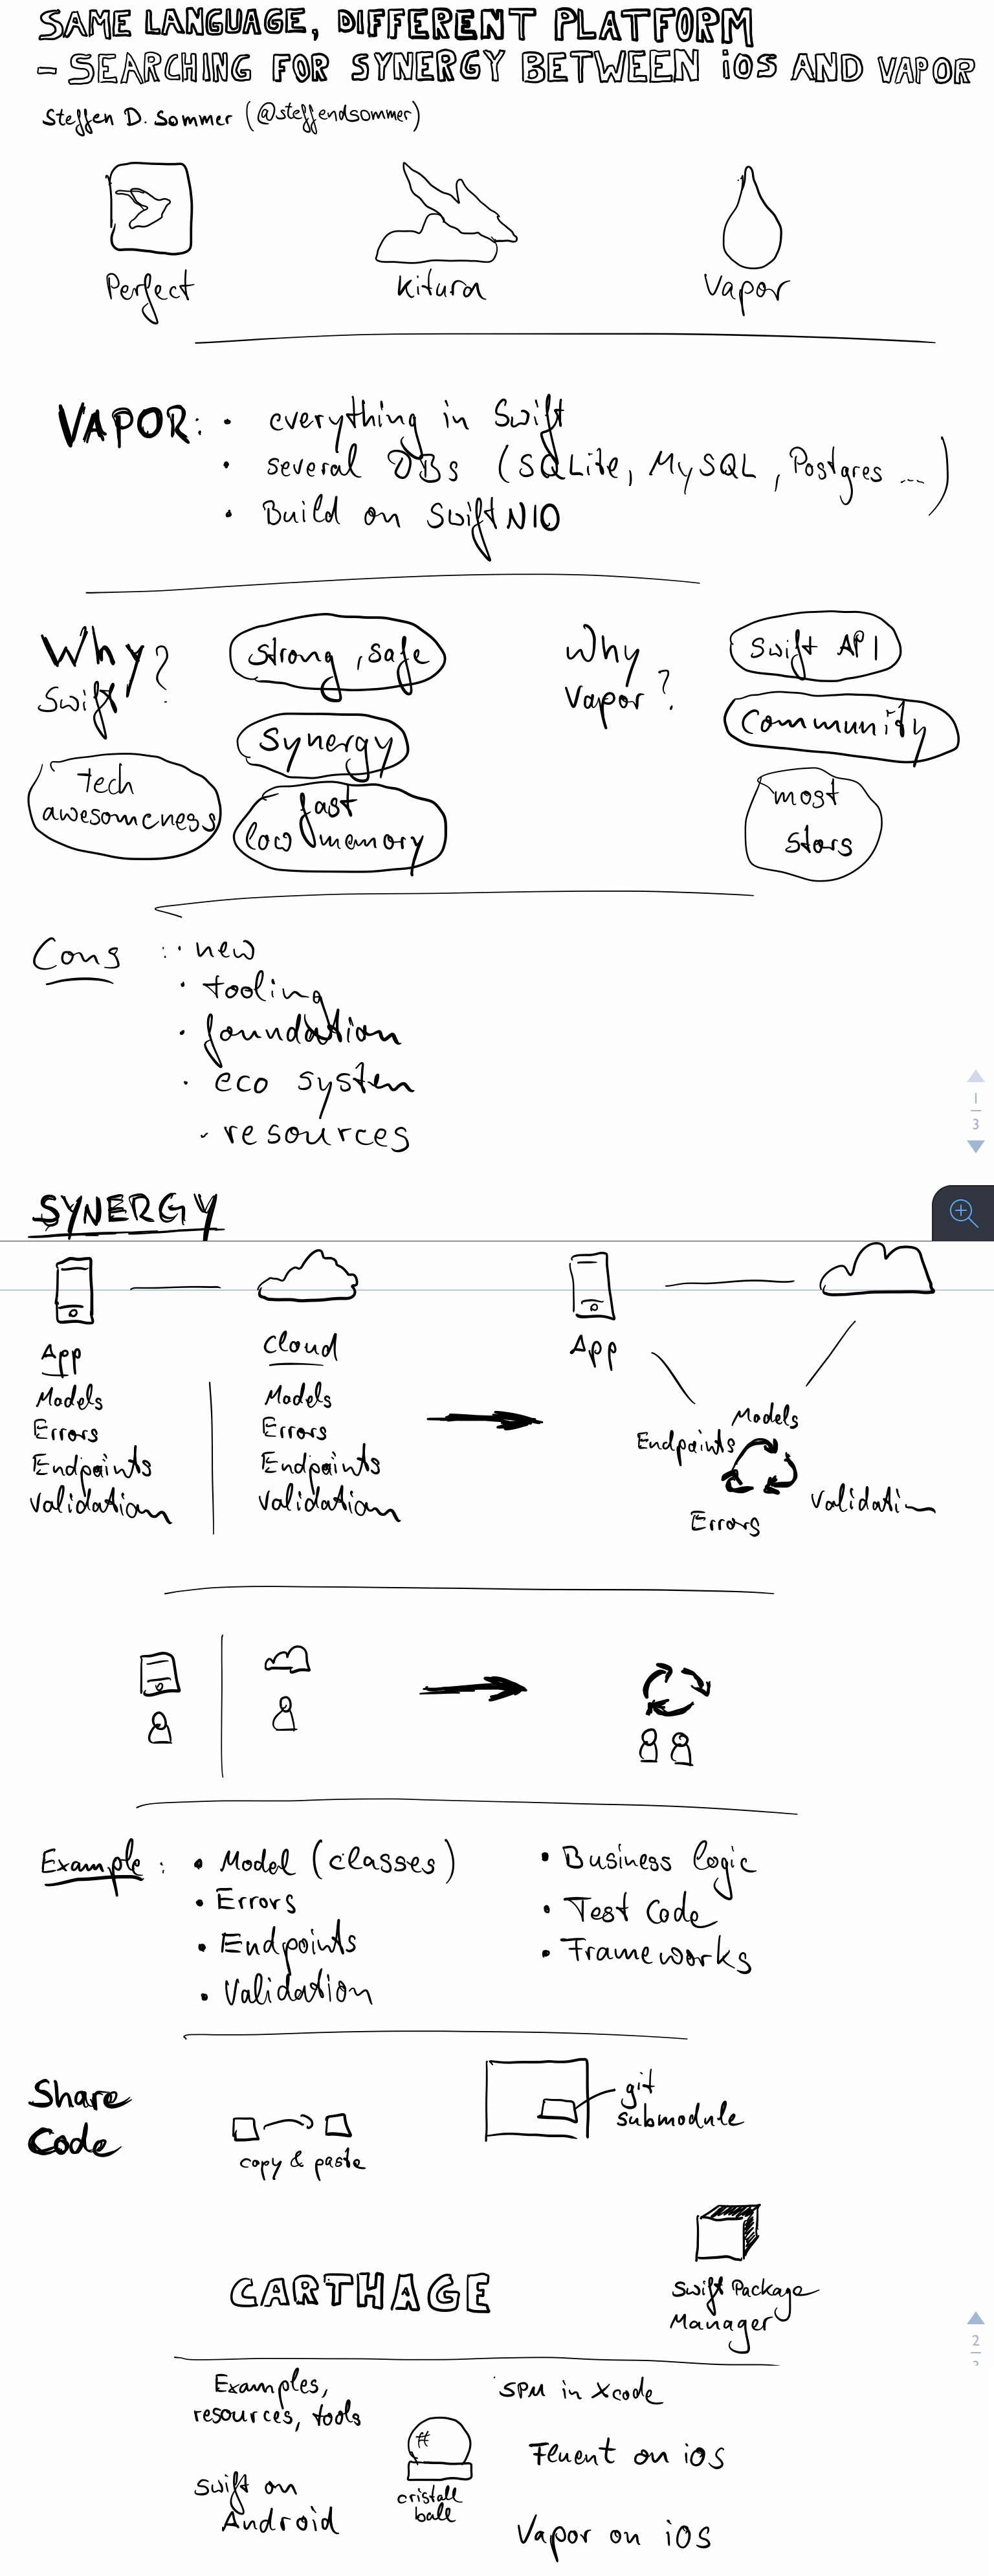 SAME LANGUAGE, DIFFERENT PLATFORM
- SEARCHING FOR SYNERGY BETWEEN iOS AND VAPOR
Steffen D. Sommer (@steffendsommer)
Perfect
Kitura
Vapor
VAPOR: • everything in Swift
• several DBs (SQLite, MySQL, Postgres ...)
• Build on SwiftNIO
Why?
Swift
strong, safe
Synergy
tech
awesomeness
fast
low memory
Why
Vapor?
Swift API
Community
most
stars
Cons : • new
• tooling
• foundation
• eco system
• resources
1
3
SYNERGY
App
Models
Errors
Endpoints
Validation
Cloud
Models
Errors
Endpoints
Validation
App
Models
Endpoints
Validation
Errors
Example : • Model (classes)
• Errors
• Endpoints
• Validation
• Business logic
• Test Code
• Frameworks
Share
Code
copy & paste
git
submodule
CARTHAGE
Swift Package
Manager
2
Examples,
resources, tools
SPM in Xcode
#
cristall
balle
Fluent on iOS
Swift on
Android
Vapor on iOS